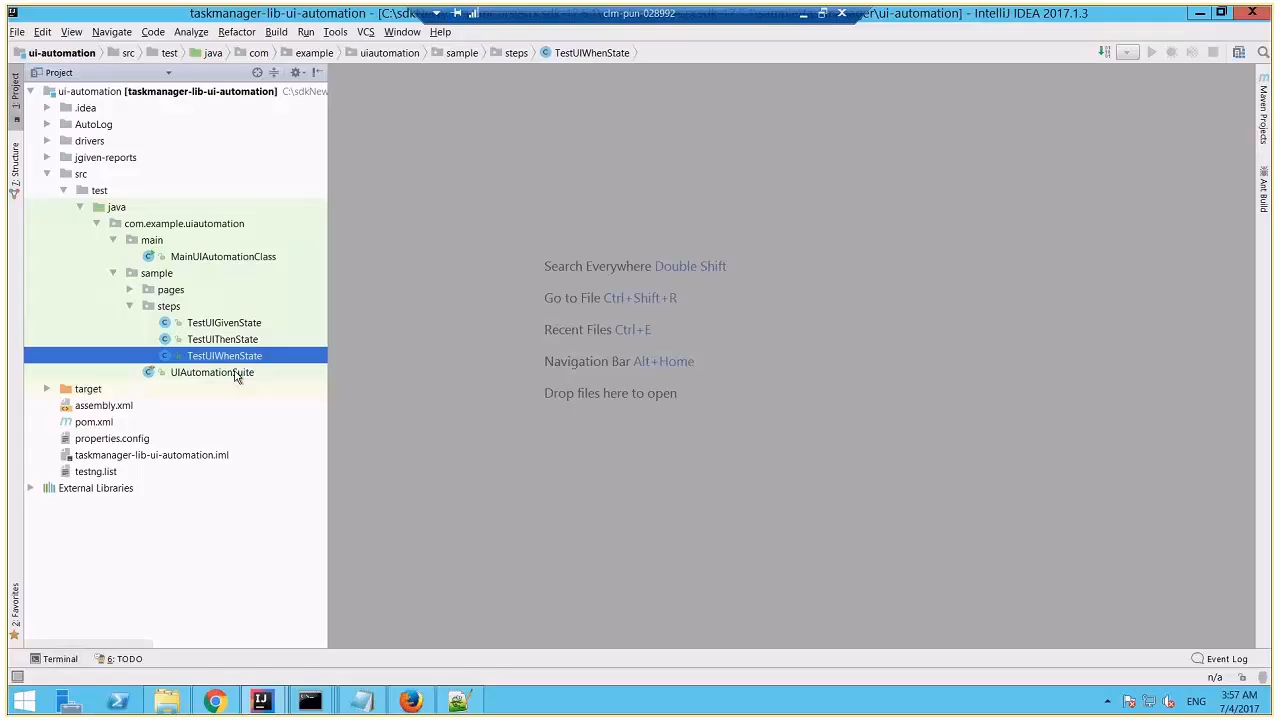 taskmanager-lib-ui-automation - [C:\sdk
clm-pun-028992
\ui-automation] - IntelliJ IDEA 2017.1.3
File Edit View Navigate Code Analyze Refactor Build Run Tools VCS Window Help
ui-automation src test java com example uiautomation sample steps TestUIWhenState
Project
1: Project
7: Structure
2: Favorites
ui-automation [taskmanager-lib-ui-automation] C:\sdkNew
.idea
AutoLog
drivers
jgiven-reports
src
test
java
com.example.uiautomation
main
MainUIAutomationClass
sample
pages
steps
TestUIGivenState
TestUIThenState
TestUIWhenState
UIAutomationSuite
target
assembly.xml
pom.xml
properties.config
taskmanager-lib-ui-automation.iml
testng.list
External Libraries
Search Everywhere Double Shift
Go to File Ctrl+Shift+R
Recent Files Ctrl+E
Navigation Bar Alt+Home
Drop files here to open
Maven Projects
Ant Build
Terminal 6: TODO
Event Log
n/a
ENG
3:57 AM
7/4/2017